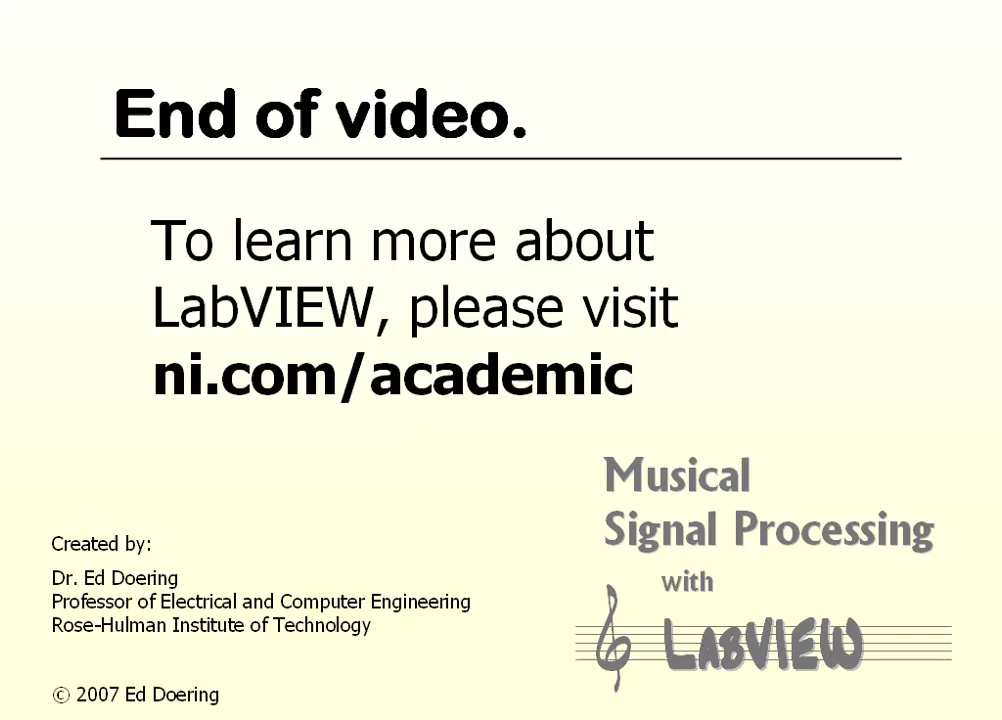 End of video.
To learn more about
LabVIEW, please visit
ni.com/academic
Musical
Signal Processing
with
LabVIEW
Created by:
Dr. Ed Doering
Professor of Electrical and Computer Engineering
Rose-Hulman Institute of Technology
© 2007 Ed Doering